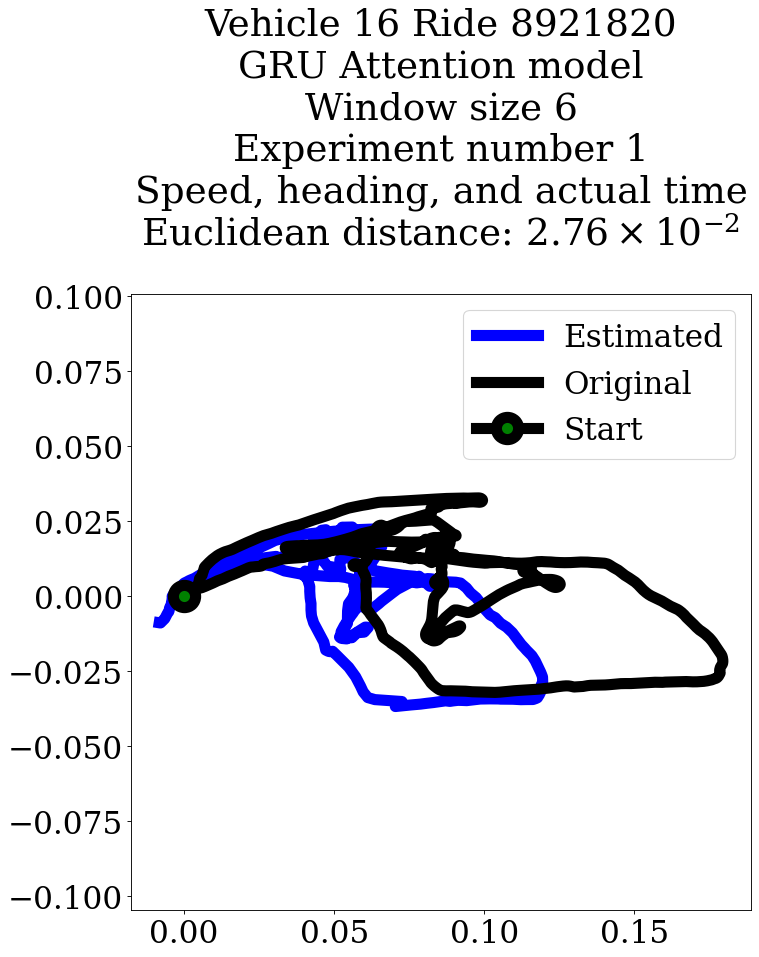 Vehicle 16 Ride 8921820
GRU Attention model
Window size 6
Experiment number 1
Speed, heading, and actual time
Euclidean distance: 2.76 × 10⁻²
Estimated
Original
Start
0.100
0.075
0.050
0.025
0.000
−0.025
−0.050
−0.075
−0.100
0.00 0.05 0.10 0.15